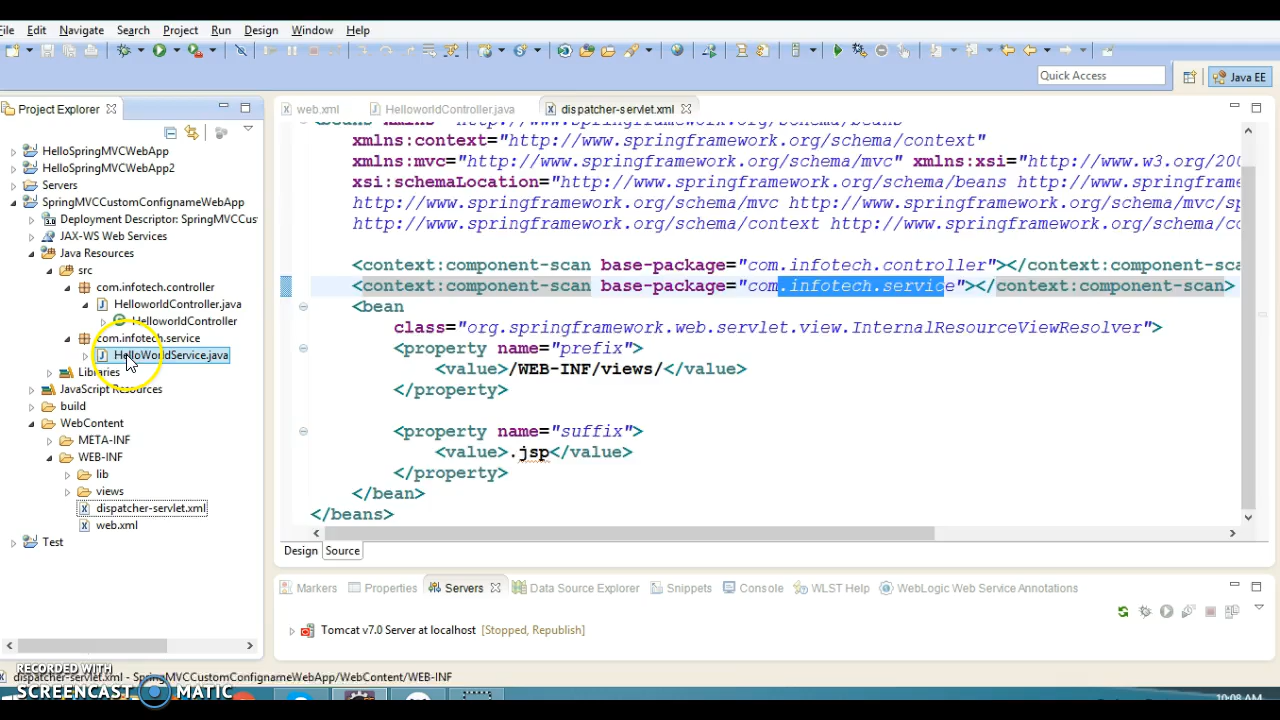 File Edit Navigate Search Project Run Design Window Help
Quick Access
Java EE
Project Explorer
web.xml HelloworldController.java dispatcher-servlet.xml
HelloSpringMVCWebApp
HelloSpringMVCWebApp2
Servers
SpringMVCCustomConfignameWebApp
Deployment Descriptor: SpringMVCCus
JAX-WS Web Services
Java Resources
src
com.infotech.controller
HelloworldController.java
HelloworldController
com.infotech.service
HelloWorldService.java
Libraries
JavaScript Resources
build
WebContent
META-INF
WEB-INF
lib
views
dispatcher-servlet.xml
web.xml
Test
xmlns:context="http://www.springframework.org/schema/context"
xmlns:mvc="http://www.springframework.org/schema/mvc" xmlns:xsi="http://www.w3.org/200
xsi:schemaLocation="http://www.springframework.org/schema/beans http://www.springframe
http://www.springframework.org/schema/mvc http://www.springframework.org/schema/mvc/sp
http://www.springframework.org/schema/context http://www.springframework.org/schema/co
<context:component-scan base-package="com.infotech.controller"></context:component-sca
<context:component-scan base-package="com.infotech.service"></context:component-scan>
<bean
class="org.springframework.web.servlet.view.InternalResourceViewResolver">
<property name="prefix">
<value>/WEB-INF/views/</value>
</property>
<property name="suffix">
<value>.jsp</value>
</property>
</bean>
</beans>
Design Source
Markers Properties Servers Data Source Explorer Snippets Console WLST Help WebLogic Web Service Annotations
Tomcat v7.0 Server at localhost [Stopped, Republish]
dispatcher-servlet.xml - SpringMVCCustomConfignameWebApp/WebContent/WEB-INF
RECORDED WITH
SCREENCAST MATIC
10:08 AM